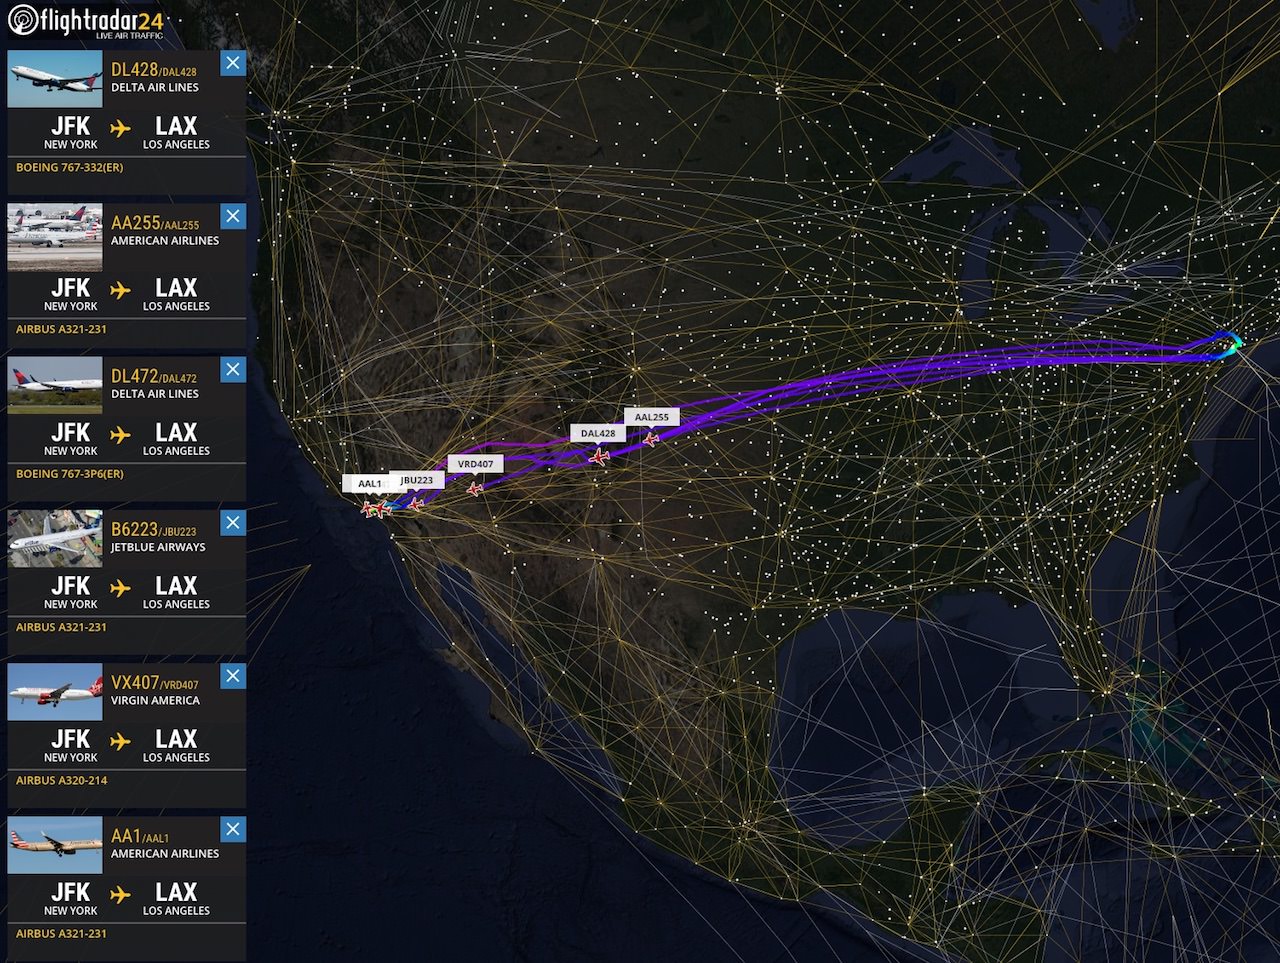 flightradar24
LIVE AIR TRAFFIC
DL428/DAL428
DELTA AIR LINES
JFK LAX
NEW YORK LOS ANGELES
BOEING 767-332(ER)
AA255/AAL255
AMERICAN AIRLINES
JFK LAX
NEW YORK LOS ANGELES
AIRBUS A321-231
DL472/DAL472
DELTA AIR LINES
JFK LAX
NEW YORK LOS ANGELES
BOEING 767-3P6(ER)
B6223/JBU223
JETBLUE AIRWAYS
JFK LAX
NEW YORK LOS ANGELES
AIRBUS A321-231
VX407/VRD407
VIRGIN AMERICA
JFK LAX
NEW YORK LOS ANGELES
AIRBUS A320-214
AA1/AAL1
AMERICAN AIRLINES
JFK LAX
NEW YORK LOS ANGELES
AIRBUS A321-231
AAL255
DAL428
VRD407
JBU223
AAL1